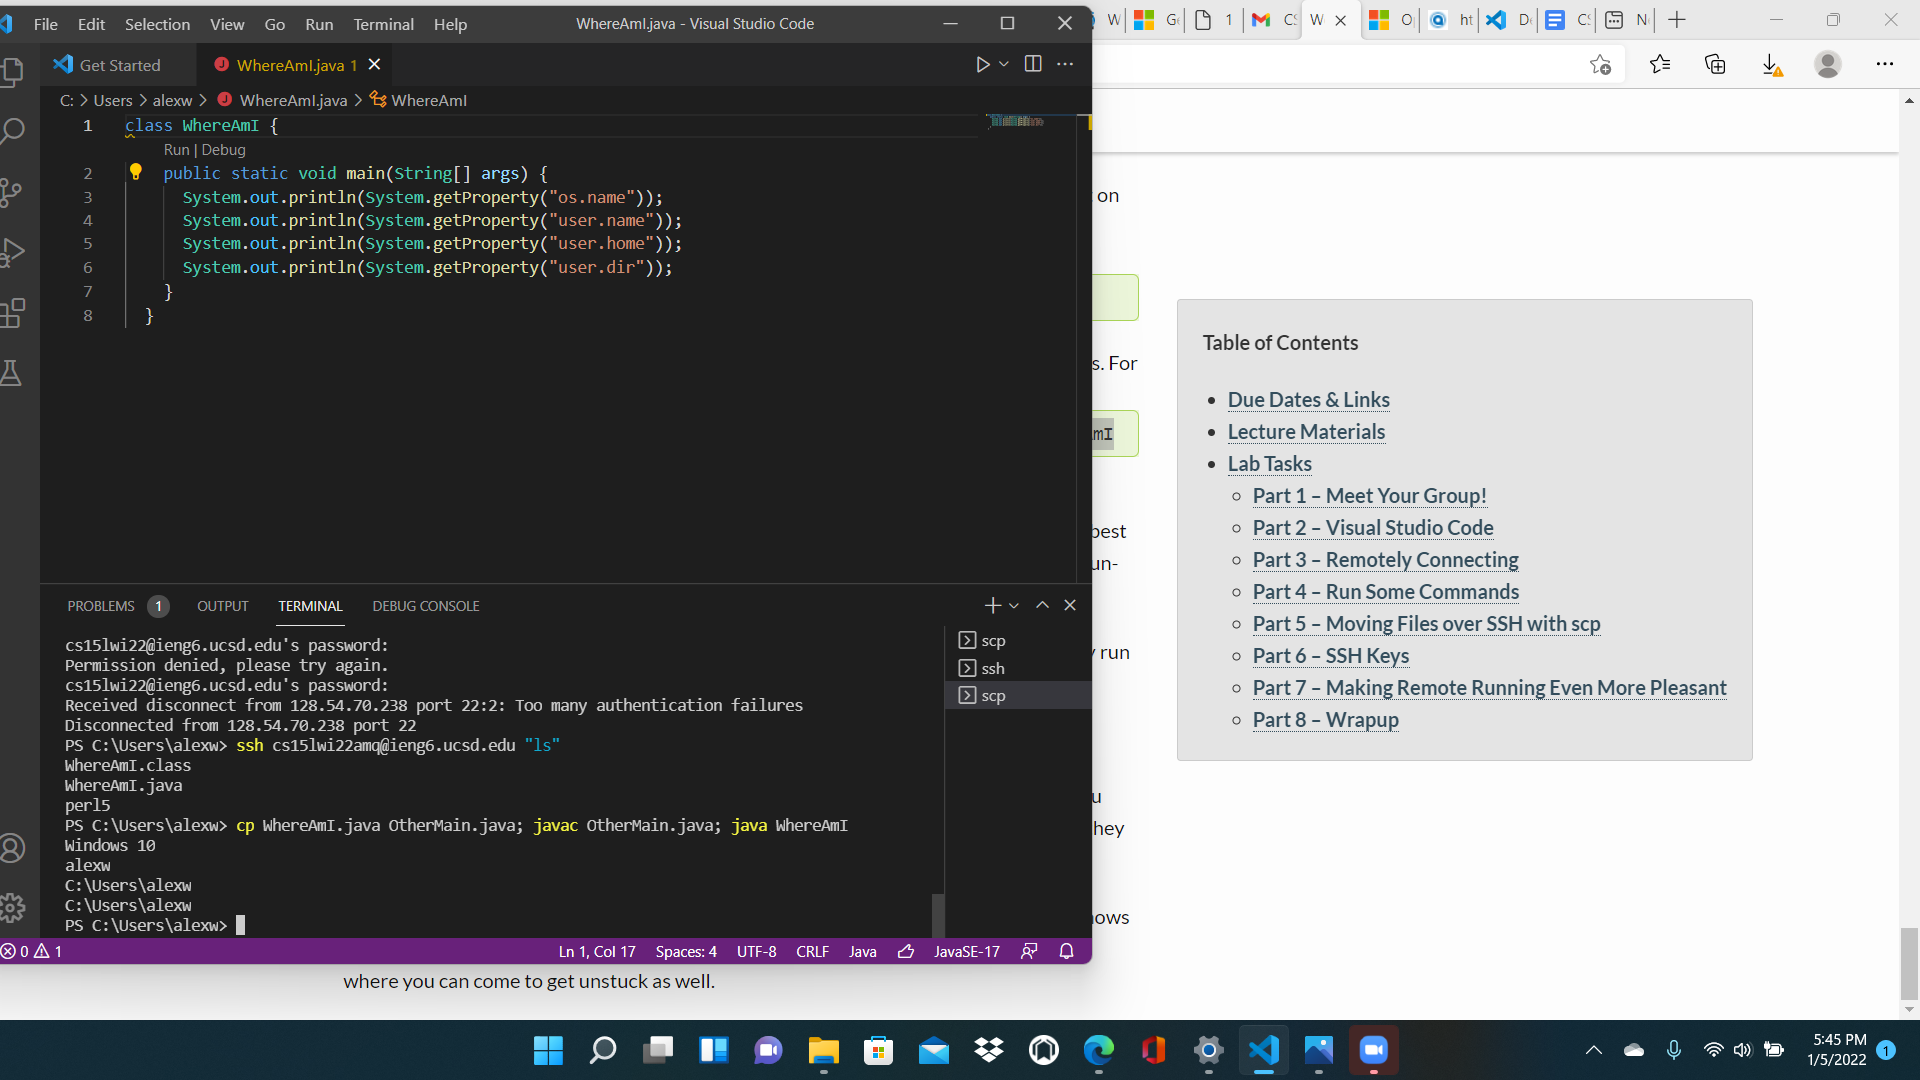 File Edit Selection View Go Run Terminal Help WhereAmI.java - Visual Studio Code
Get Started WhereAmI.java 1
C: > Users > alexw > WhereAmI.java > WhereAmI
1 class WhereAmI {
Run | Debug
2 public static void main(String[] args) {
3 System.out.println(System.getProperty("os.name"));
4 System.out.println(System.getProperty("user.name"));
5 System.out.println(System.getProperty("user.home"));
6 System.out.println(System.getProperty("user.dir"));
7 }
8 }
PROBLEMS 1 OUTPUT TERMINAL DEBUG CONSOLE
cs15lwi22@ieng6.ucsd.edu's password:
Permission denied, please try again.
cs15lwi22@ieng6.ucsd.edu's password:
Received disconnect from 128.54.70.238 port 22:2: Too many authentication failures
Disconnected from 128.54.70.238 port 22
PS C:\Users\alexw> ssh cs15lwi22amq@ieng6.ucsd.edu "ls"
WhereAmI.class
WhereAmI.java
perl5
PS C:\Users\alexw> cp WhereAmI.java OtherMain.java; javac OtherMain.java; java WhereAmI
Windows 10
alexw
C:\Users\alexw
C:\Users\alexw
PS C:\Users\alexw>
scp
ssh
scp
0 1 Ln 1, Col 17 Spaces: 4 UTF-8 CRLF Java JavaSE-17
on
s. For
mI
best
un-
run
u
hey
ows
where you can come to get unstuck as well.
Table of Contents
Due Dates & Links
Lecture Materials
Lab Tasks
Part 1 – Meet Your Group!
Part 2 – Visual Studio Code
Part 3 – Remotely Connecting
Part 4 – Run Some Commands
Part 5 – Moving Files over SSH with scp
Part 6 – SSH Keys
Part 7 – Making Remote Running Even More Pleasant
Part 8 – Wrapup
5:45 PM
1/5/2022 1